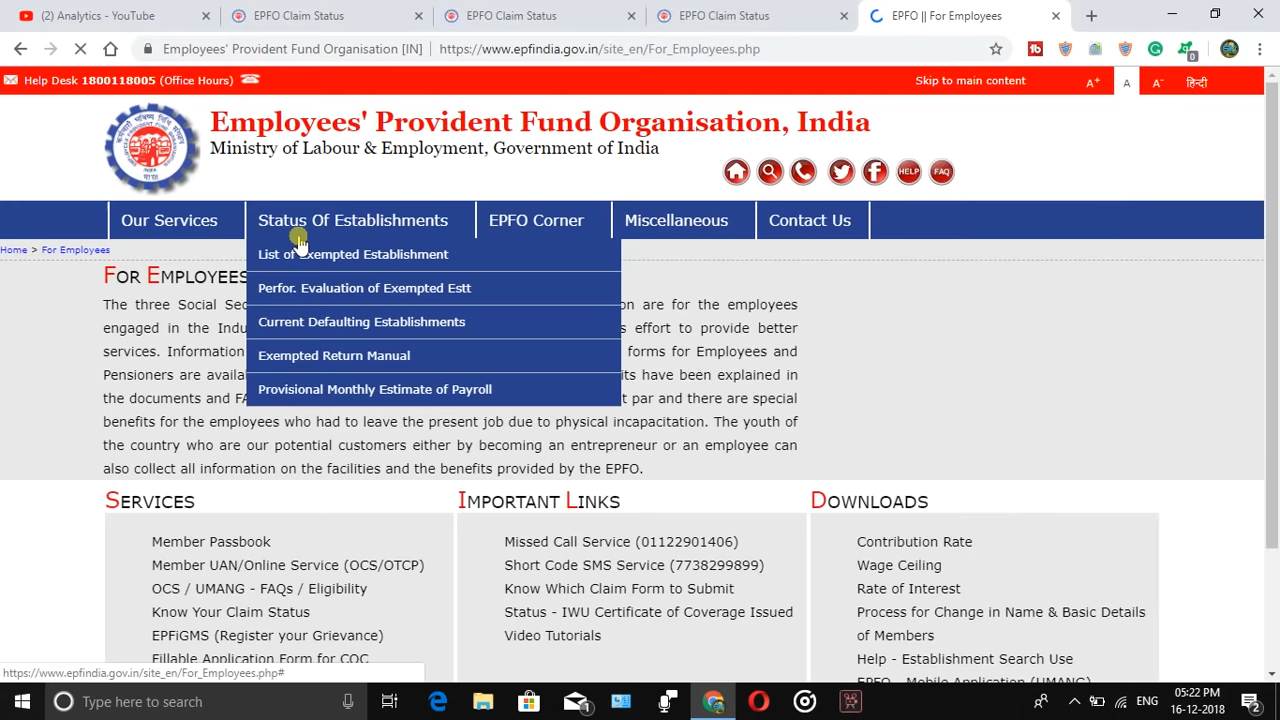 (2) Analytics - YouTube
EPFO Claim Status
EPFO Claim Status
EPFO Claim Status
EPFO || For Employees
Employees' Provident Fund Organisation [IN]
https://www.epfindia.gov.in/site_en/For_Employees.php
0
Help Desk 1800118005 (Office Hours)
Skip to main content
A+
A
A-
हिन्दी
Employees' Provident Fund Organisation, India
Ministry of Labour & Employment, Government of India
HELP
FAQ
Our Services
Status Of Establishments
EPFO Corner
Miscellaneous
Contact Us
Home > For Employees
List of Exempted Establishment
Perfor. Evaluation of Exempted Estt
Current Defaulting Establishments
Exempted Return Manual
Provisional Monthly Estimate of Payroll
FOR EMPLOYEES
The three Social Sec on are for the employees
engaged in the Indu s effort to provide better
services. Information forms for Employees and
Pensioners are availa its have been explained in
the documents and FA t par and there are special
benefits for the employees who had to leave the present job due to physical incapacitation. The youth of
the country who are our potential customers either by becoming an entrepreneur or an employee can
also collect all information on the facilities and the benefits provided by the EPFO.
SERVICES
Member Passbook
Member UAN/Online Service (OCS/OTCP)
OCS / UMANG - FAQs / Eligibility
Know Your Claim Status
EPFiGMS (Register your Grievance)
Fillable Application Form for COC
IMPORTANT LINKS
Missed Call Service (01122901406)
Short Code SMS Service (7738299899)
Know Which Claim Form to Submit
Status - IWU Certificate of Coverage Issued
Video Tutorials
DOWNLOADS
Contribution Rate
Wage Ceiling
Rate of Interest
Process for Change in Name & Basic Details
of Members
Help - Establishment Search Use
EPFO - Mobile Application (UMANG)
https://www.epfindia.gov.in/site_en/For_Employees.php#
Type here to search
1
ENG
05:22 PM
16-12-2018
2